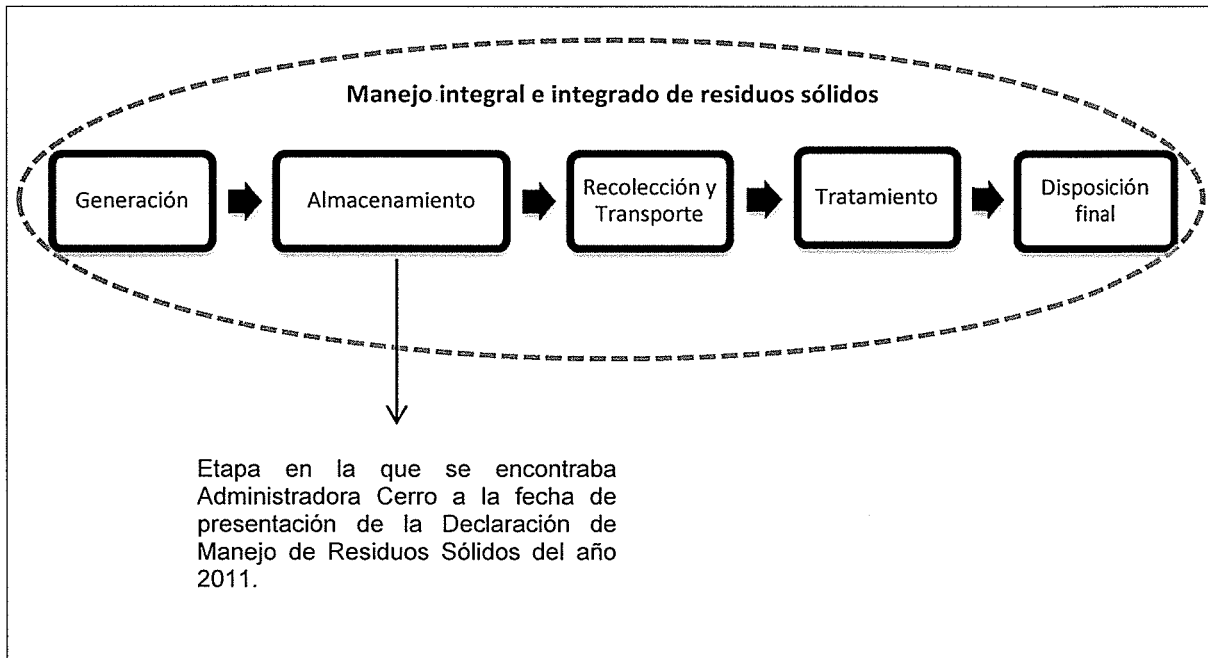 Manejo integral e integrado de residuos sólidos
Generación
Almacenamiento
Recolección y
Transporte
Tratamiento
Disposición
final
Etapa en la que se encontraba
Administradora Cerro a la fecha de
presentación de la Declaración de
Manejo de Residuos Sólidos del año
2011.